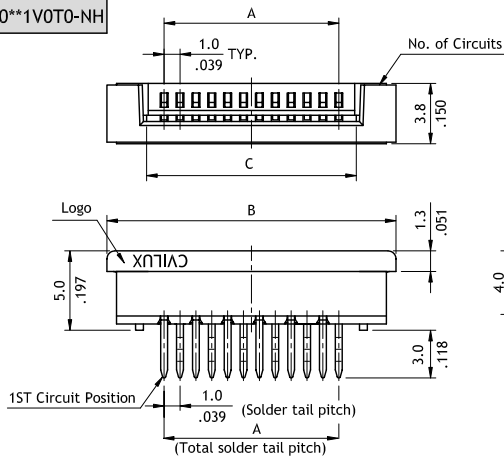 0**1V0T0-NH
A
1.0
.039
TYP.
No. of Circuits
3.8
.150
C
Logo
B
1.3
.051
CVILUX
5.0
.197
4.0
3.0
.118
1ST Circuit Position
1.0
.039
(Solder tail pitch)
A
(Total solder tail pitch)